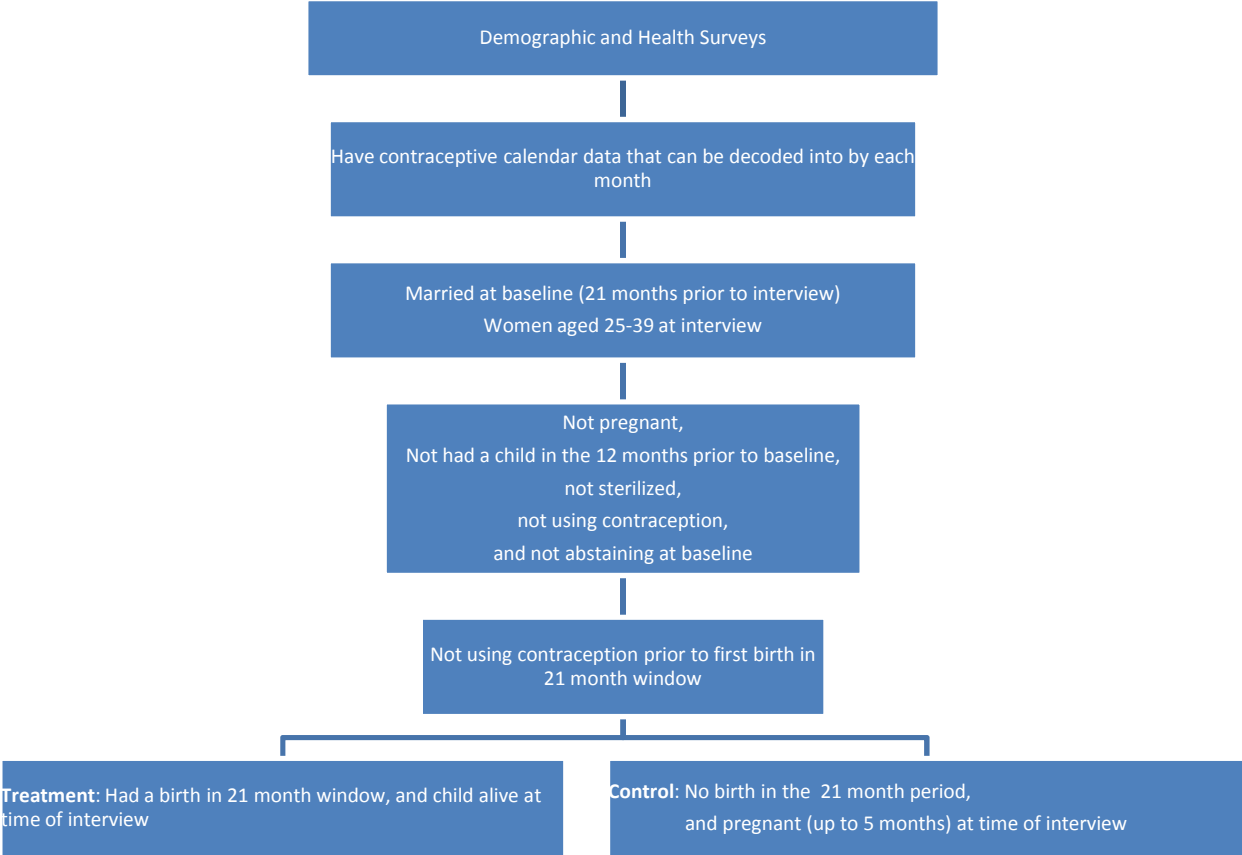 Demographic and Health Surveys
Have contraceptive calendar data that can be decoded into by each
month
Married at baseline (21 months prior to interview)
Women aged 25-39 at interview
Not pregnant,
Not had a child in the 12 months prior to baseline,
not sterilized,
not using contraception,
and not abstaining at baseline
Not using contraception prior to first birth in
21 month window
Treatment: Had a birth in 21 month window, and child alive at
time of interview
Control: No birth in the 21 month period,
and pregnant (up to 5 months) at time of interview